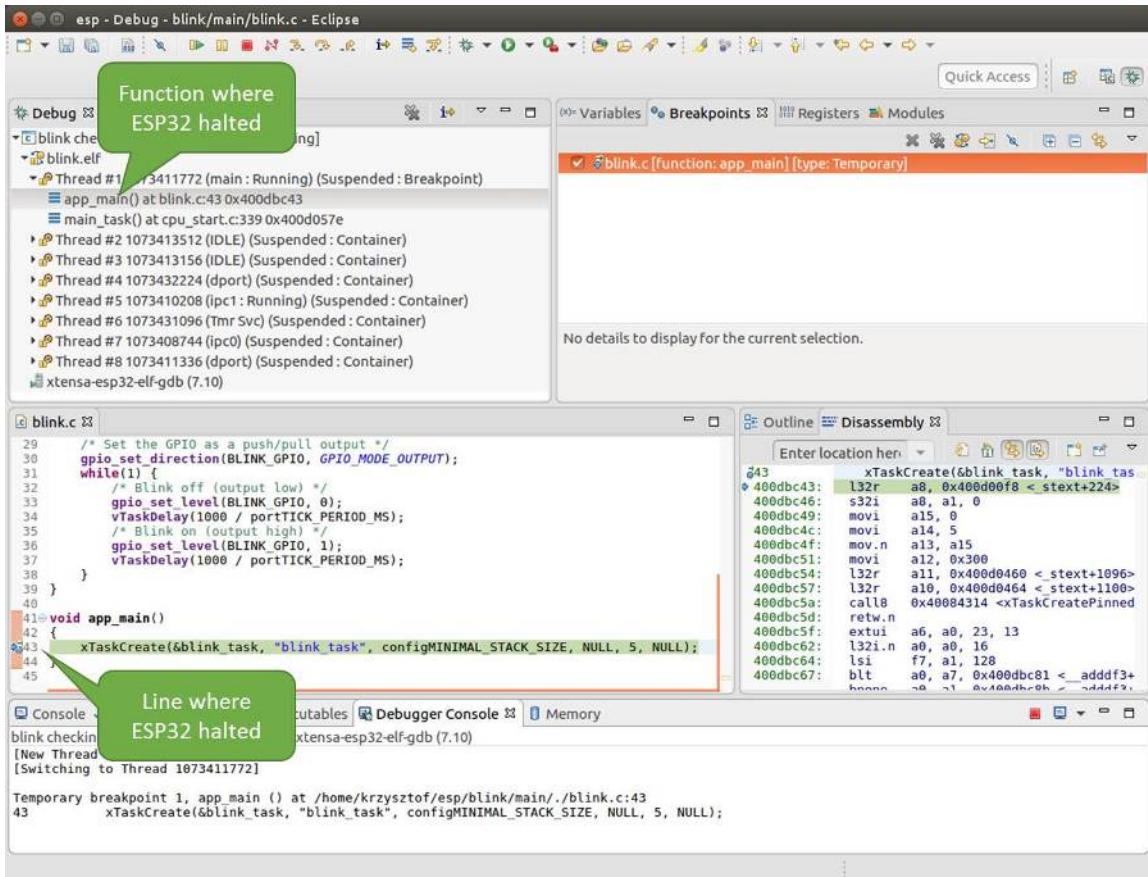 esp - Debug - blink/main/blink.c - Eclipse
Quick Access
Function where
ESP32 halted
Debug
blink che
ing]
blink.elf
Thread #1 1073411772 (main : Running) (Suspended : Breakpoint)
app_main() at blink.c:43 0x400dbc43
main_task() at cpu_start.c:339 0x400d057e
Thread #2 1073413512 (IDLE) (Suspended : Container)
Thread #3 1073413156 (IDLE) (Suspended : Container)
Thread #4 1073432224 (dport) (Suspended : Container)
Thread #5 1073410208 (ipc1 : Running) (Suspended : Container)
Thread #6 1073431096 (Tmr Svc) (Suspended : Container)
Thread #7 1073408744 (ipc0) (Suspended : Container)
Thread #8 1073411336 (dport) (Suspended : Container)
xtensa-esp32-elf-gdb (7.10)
(x)= Variables Breakpoints Registers Modules
blink.c [function: app_main] [type: Temporary]
No details to display for the current selection.
blink.c
29 /* Set the GPIO as a push/pull output */
30 gpio_set_direction(BLINK_GPIO, GPIO_MODE_OUTPUT);
31 while(1) {
32 /* Blink off (output low) */
33 gpio_set_level(BLINK_GPIO, 0);
34 vTaskDelay(1000 / portTICK_PERIOD_MS);
35 /* Blink on (output high) */
36 gpio_set_level(BLINK_GPIO, 1);
37 vTaskDelay(1000 / portTICK_PERIOD_MS);
38 }
39 }
40
41 void app_main()
42 {
43 xTaskCreate(&blink_task, "blink_task", configMINIMAL_STACK_SIZE, NULL, 5, NULL);
44 }
45
Line where
ESP32 halted
Outline Disassembly
Enter location her
43 xTaskCreate(&blink_task, "blink_tas
400dbc43: l32r a8, 0x400d00f8 <_stext+224>
400dbc46: s32i a8, a1, 0
400dbc49: movi a15, 0
400dbc4c: movi a14, 5
400dbc4f: mov.n a13, a15
400dbc51: movi a12, 0x300
400dbc54: l32r a11, 0x400d0460 <_stext+1096>
400dbc57: l32r a10, 0x400d0464 <_stext+1100>
400dbc5a: call8 0x40084314 <xTaskCreatePinned
400dbc5d: retw.n
400dbc5f: extui a6, a0, 23, 13
400dbc62: l32i.n a0, a0, 16
400dbc64: lsi f7, a1, 128
400dbc67: blt a0, a7, 0x400dbc81 <__adddf3+
Console
cutables Debugger Console Memory
blink checkin
xtensa-esp32-elf-gdb (7.10)
[New Thread
[Switching to Thread 1073411772]
Temporary breakpoint 1, app_main () at /home/krzysztof/esp/blink/main/./blink.c:43
43 xTaskCreate(&blink_task, "blink_task", configMINIMAL_STACK_SIZE, NULL, 5, NULL);